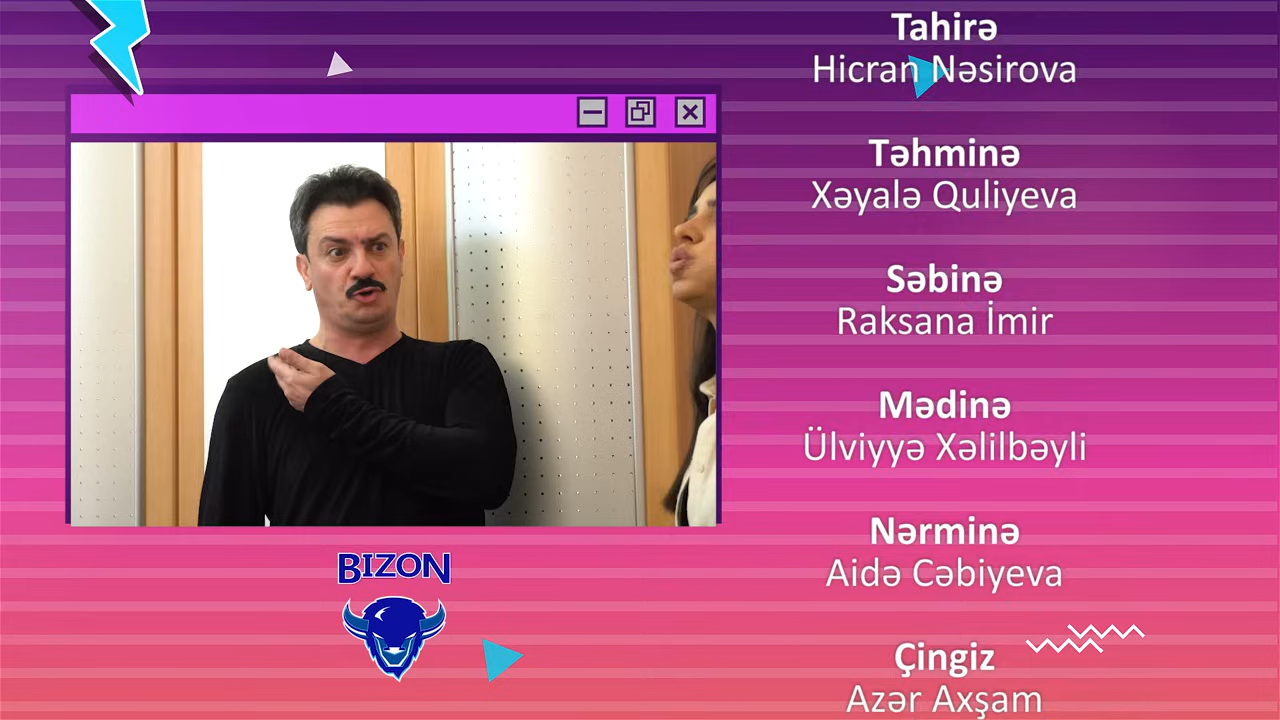 Tahirə
Hicran Nəsirova
Təhminə
Xəyalə Quliyeva
Səbinə
Raksana İmir
Mədinə
Ülviyyə Xəlilbəyli
Nərminə
Aidə Cəbiyeva
Çingiz
Azər Axşam
BIZON